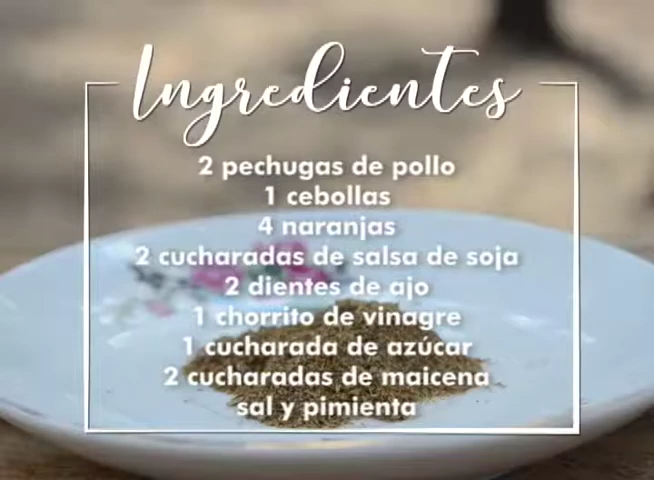 Ingredientes
2 pechugas de pollo
1 cebollas
4 naranjas
2 cucharadas de salsa de soja
2 dientes de ajo
1 chorrito de vinagre
1 cucharada de azúcar
2 cucharadas de maicena
sal y pimienta